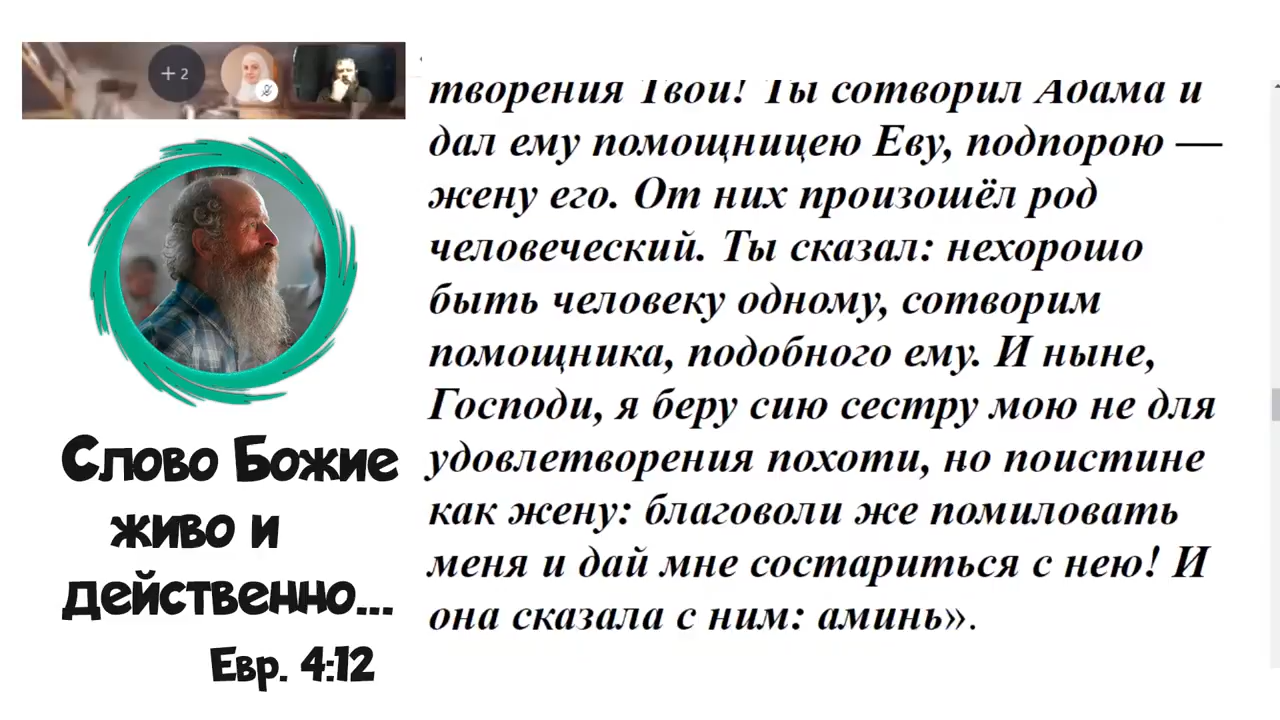 +2
творения Твои! Ты сотворил Адама и
дал ему помощницею Еву, подпорою —
жену его. От них произошёл род
человеческий. Ты сказал: нехорошо
быть человеку одному, сотворим
помощника, подобного ему. И ныне,
Господи, я беру сию сестру мою не для
удовлетворения похоти, но поистине
как жену: благоволи же помиловать
меня и дай мне состариться с нею! И
она сказала с ним: аминь».
Слово Божие
живо и
действенно...
Евр. 4:12